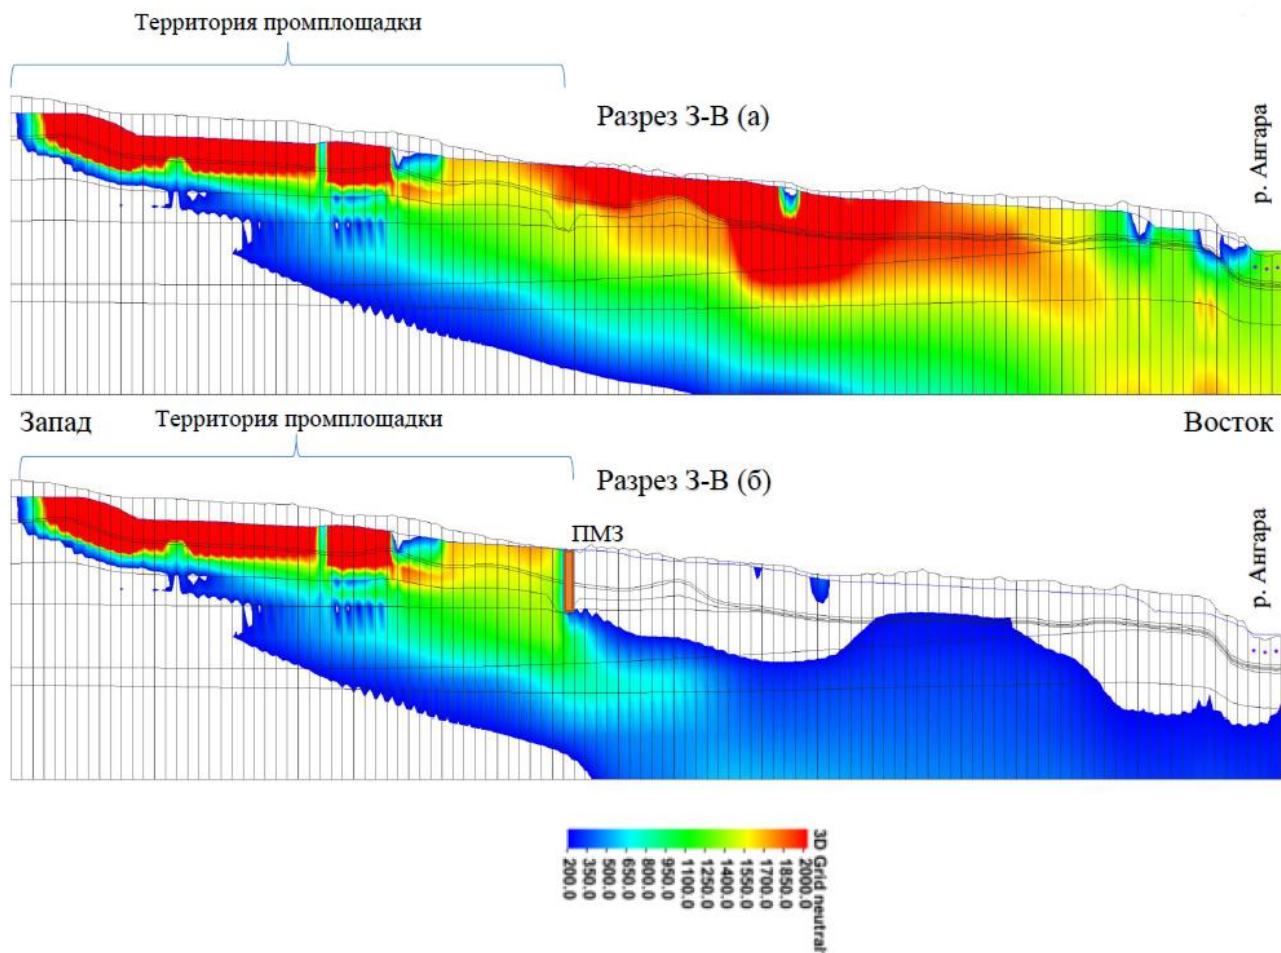 Территория промплощадки
Разрез З-В (а)
р. Ангара
Запад
Территория промплощадки
Восток
Разрез З-В (б)
ПМЗ
р. Ангара
3D Grid neutral
2000.0
1850.0
1700.0
1550.0
1400.0
1250.0
1100.0
950.0
800.0
650.0
500.0
350.0
200.0